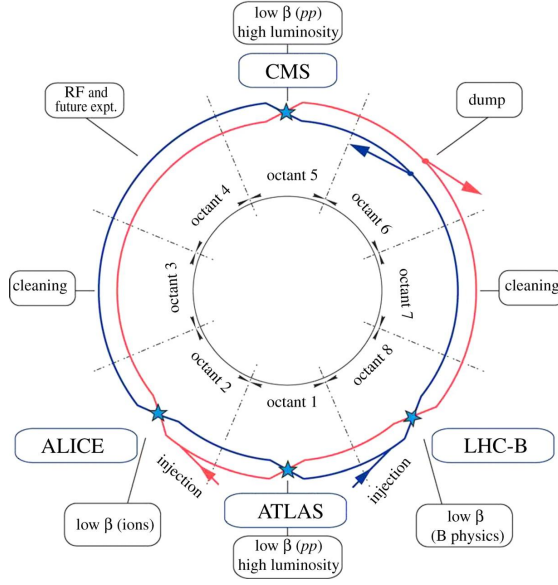 low β (pp)
high luminosity
CMS
RF and
future expt.
dump
octant 5
octant 4
octant 6
cleaning
octant 3
octant 7
cleaning
octant 2
octant 8
octant 1
ALICE
LHC-B
injection
injection
low β (ions)
ATLAS
low β
(B physics)
low β (pp)
high luminosity